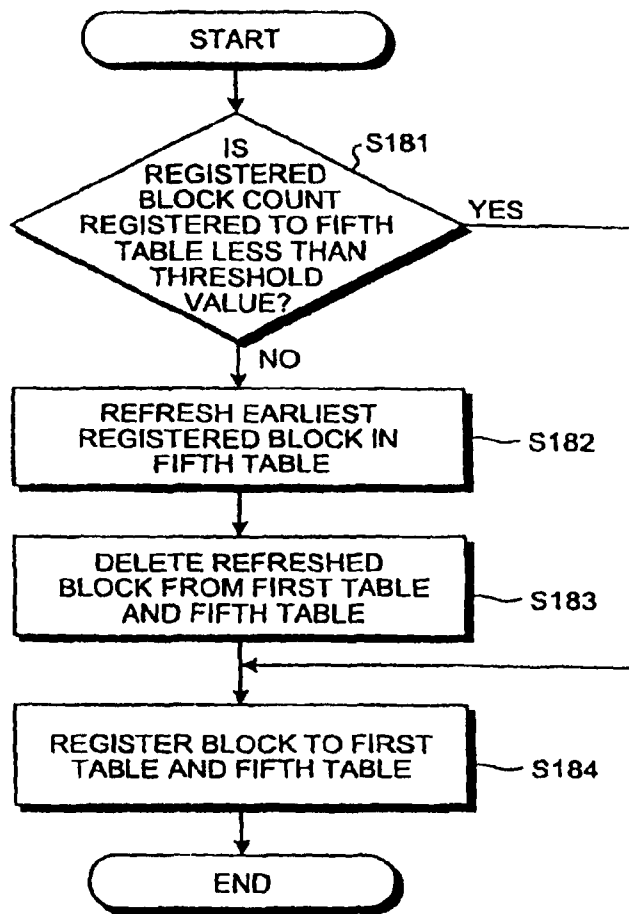 START
IS
REGISTERED
BLOCK COUNT
REGISTERED TO FIFTH
TABLE LESS THAN
THRESHOLD
VALUE?
S181
YES
NO
REFRESH EARLIEST
REGISTERED BLOCK IN
FIFTH TABLE
S182
DELETE REFRESHED
BLOCK FROM FIRST TABLE
AND FIFTH TABLE
S183
REGISTER BLOCK TO FIRST
TABLE AND FIFTH TABLE
S184
END